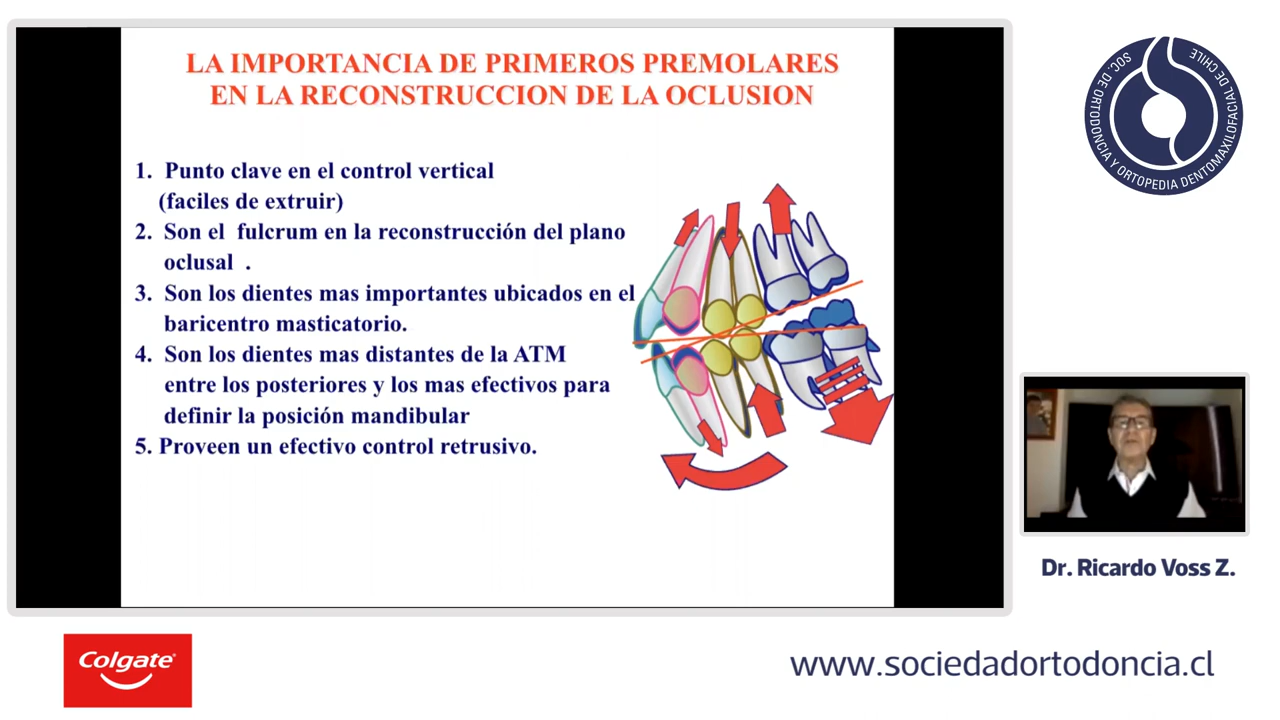 LA IMPORTANCIA DE PRIMEROS PREMOLARES
EN LA RECONSTRUCCION DE LA OCLUSION
1. Punto clave en el control vertical
(faciles de extruir)
2. Son el fulcrum en la reconstrucción del plano
oclusal .
3. Son los dientes mas importantes ubicados en el
baricentro masticatorio.
4. Son los dientes mas distantes de la ATM
entre los posteriores y los mas efectivos para
definir la posición mandibular
5. Proveen un efectivo control retrusivo.
SOC. DE ORTODONCIA Y ORTOPEDIA DENTOMAXILOFACIAL DE CHILE
Dr. Ricardo Voss Z.
Colgate®
www.sociedadortodoncia.cl